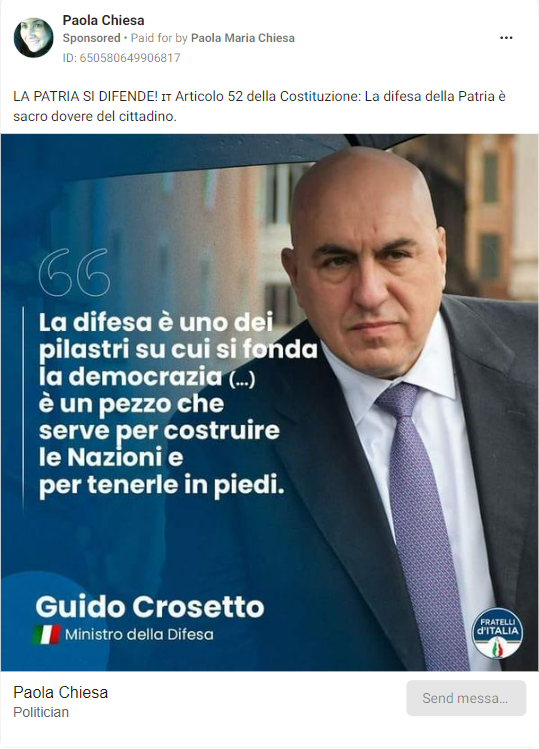 Paola Chiesa
Sponsored • Paid for by Paola Maria Chiesa
ID: 650580649906817
LA PATRIA SI DIFENDE! ıт Articolo 52 della Costituzione: La difesa della Patria è
sacro dovere del cittadino.
La difesa è uno dei
pilastri su cui si fonda
la democrazia (...)
è un pezzo che
serve per costruire
le Nazioni e
per tenerle in piedi.
Guido Crosetto
Ministro della Difesa
FRATELLI
d'ITALIA
Paola Chiesa
Politician
Send messa...